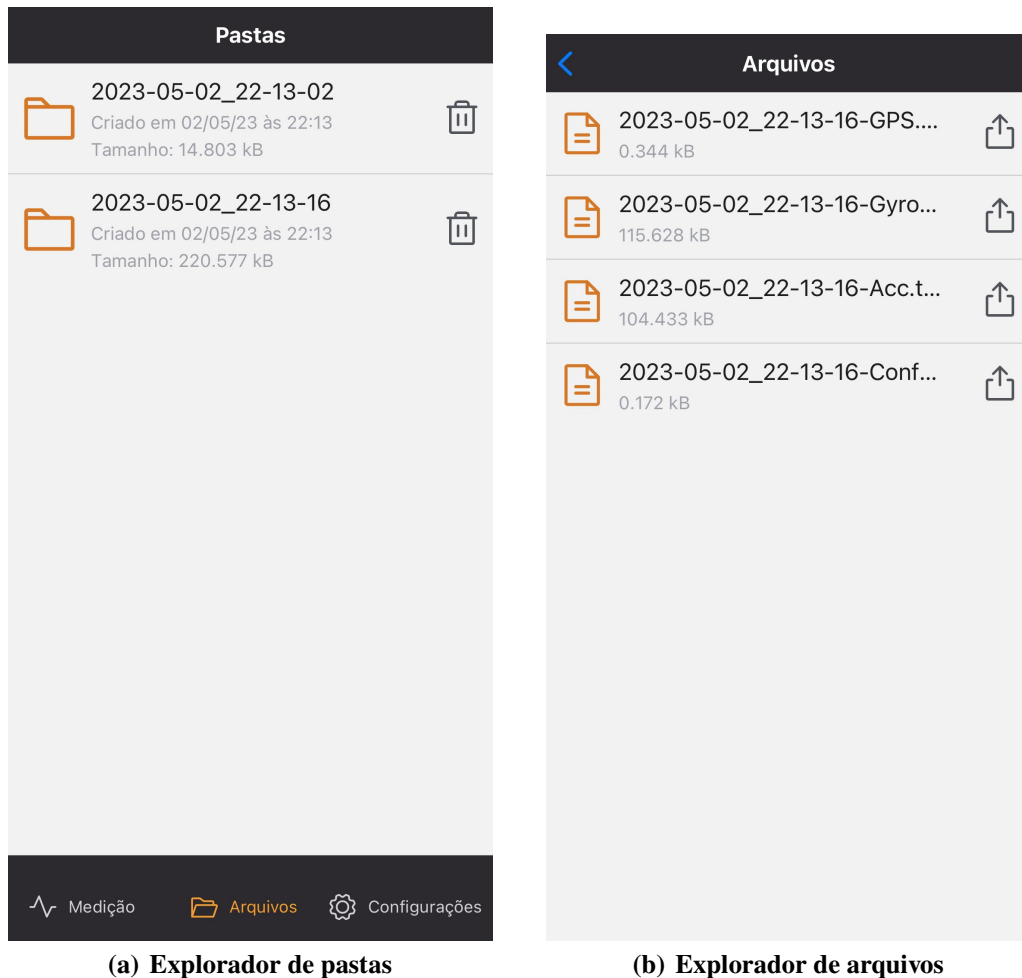 Pastas
2023-05-02_22-13-02
Criado em 02/05/23 às 22:13
Tamanho: 14.803 kB
2023-05-02_22-13-16
Criado em 02/05/23 às 22:13
Tamanho: 220.577 kB
Medição
Arquivos
Configurações
(a) Explorador de pastas
Arquivos
2023-05-02_22-13-16-GPS....
0.344 kB
2023-05-02_22-13-16-Gyro...
115.628 kB
2023-05-02_22-13-16-Acc.t...
104.433 kB
2023-05-02_22-13-16-Conf...
0.172 kB
(b) Explorador de arquivos